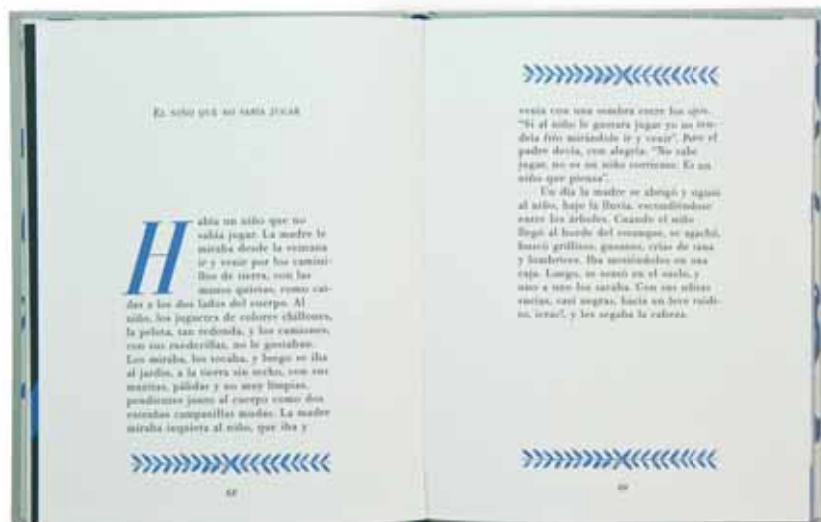 EL NIÑO QUE NO SABÍA JUGAR
Había un niño que no
sabía jugar. La madre le
miraba desde la ventana
ir y venir por los camini-
llos de tierra, con las
manos quietas, como caí-
das a los dos lados del cuerpo. Al
niño, los juguetes de colores chillones,
la pelota, tan redonda, y los camiones,
con sus ruedecillas, no le gustaban.
Los miraba, los tocaba, y luego se iba
al jardín, a la tierra sin techo, con sus
manitas, pálidas y no muy limpias,
pendientes junto al cuerpo como dos
extrañas campanillas mudas. La madre
miraba inquieta al niño, que iba y
venía con una sombra entre los ojos.
“Si al niño le gustara jugar yo no ten-
dría frío mirándole ir y venir”. Pero el
padre decía, con alegría: “No sabe
jugar, no es un niño corriente. Es un
niño que piensa”.
Un día la madre se abrigó y siguió
al niño, bajo la lluvia, escondiéndose
entre los árboles. Cuando el niño
llegó al borde del estanque, se agachó,
buscó grillitos, gusanos, crías de rana
y lombrices. Iba metiéndolos en una
caja. Luego, se sentó en el suelo, y
uno a uno los sacaba. Con sus uñitas
sucias, casi negras, hacía un leve ruidi-
to, ¡crac!, y les segaba la cabeza.